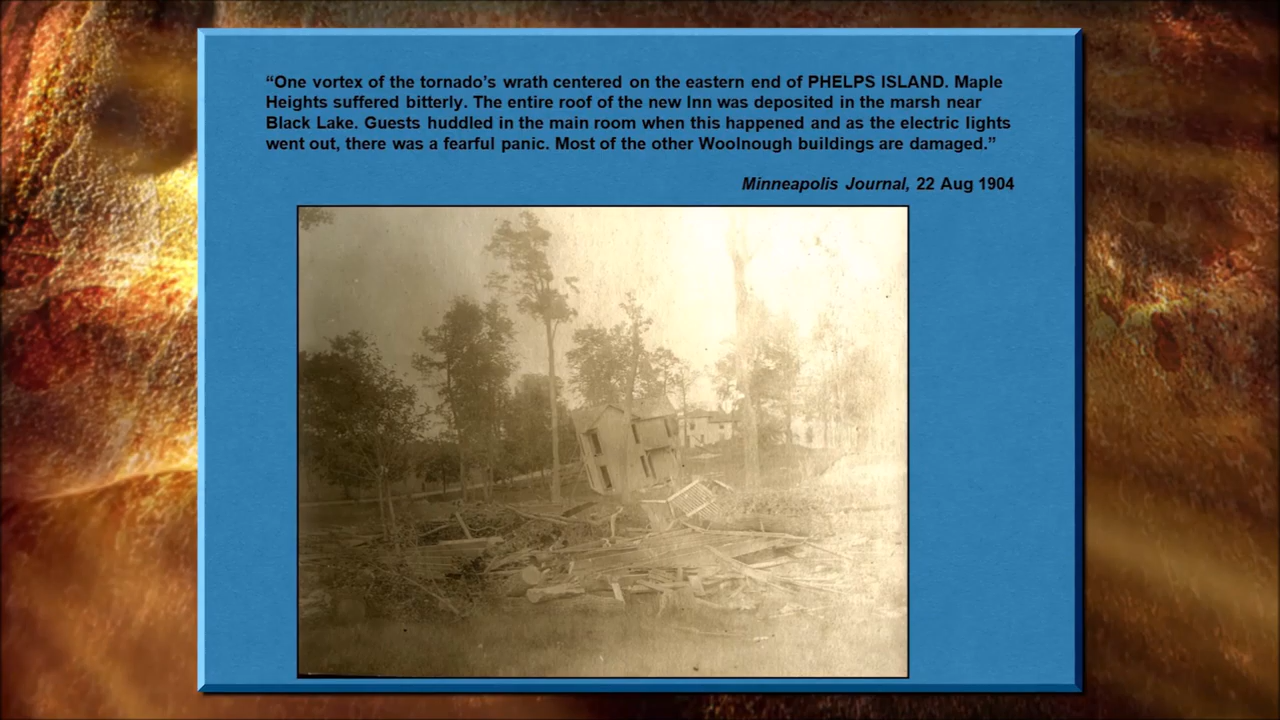 “One vortex of the tornado’s wrath centered on the eastern end of PHELPS ISLAND. Maple
Heights suffered bitterly. The entire roof of the new Inn was deposited in the marsh near
Black Lake. Guests huddled in the main room when this happened and as the electric lights
went out, there was a fearful panic. Most of the other Woolnough buildings are damaged.”
Minneapolis Journal, 22 Aug 1904